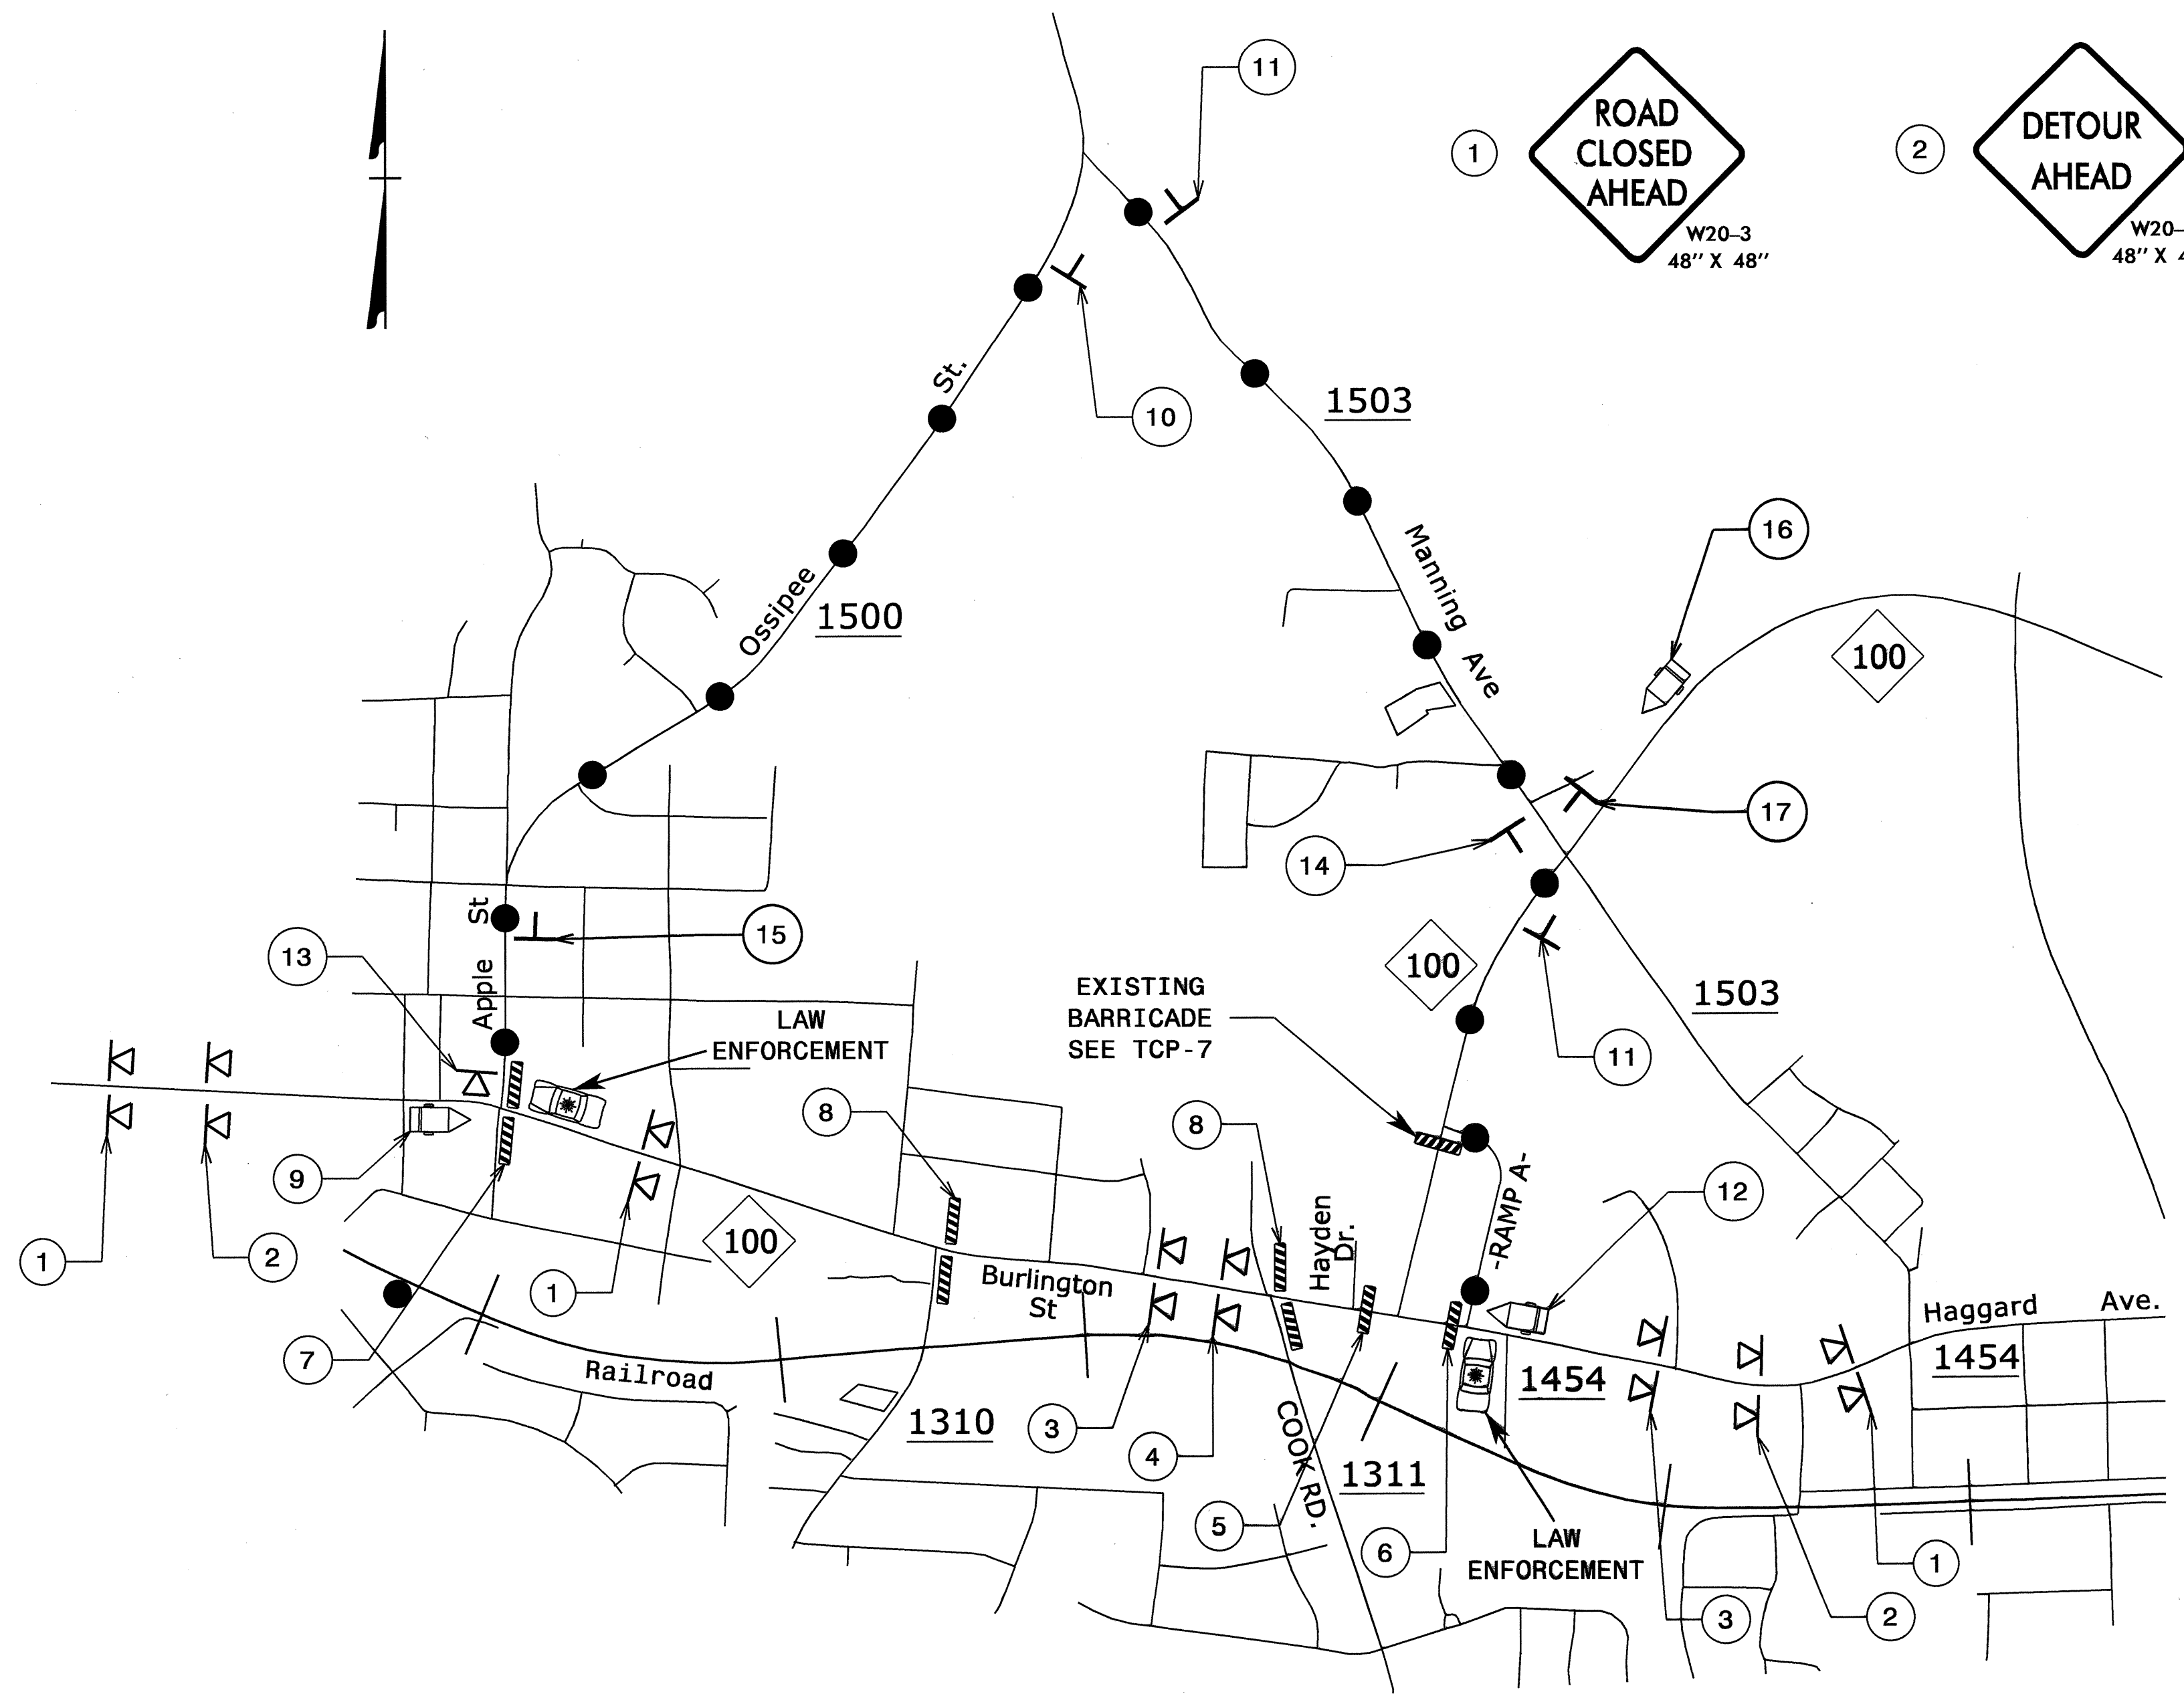 11
1
ROAD
CLOSED
AHEAD
W20-3
48" X 48"
2
DETOUR
AHEAD
W20-
48" X
10
St.
1503
Ossipee
1500
Manning
Ave
16
100
17
14
St
15
13
Apple
100
1503
EXISTING
BARRICADE
SEE TCP-7
LAW
ENFORCEMENT
11
8
8
9
12
-RAMP A-
Hayden
Dr.
1
2
1
100
Burlington
St
Haggard
Ave.
7
Railroad
1454
1454
1310
3
4
COOK RD.
1311
5
6
LAW
ENFORCEMENT
1
3
2